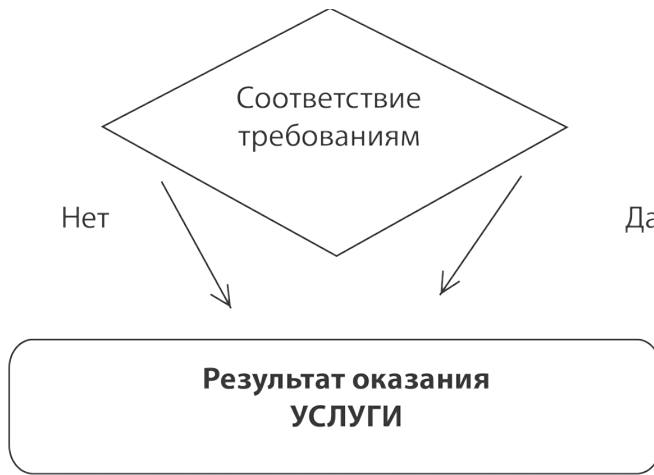 Соответствие
требованиям
Нет
Да
Результат оказания
УСЛУГИ